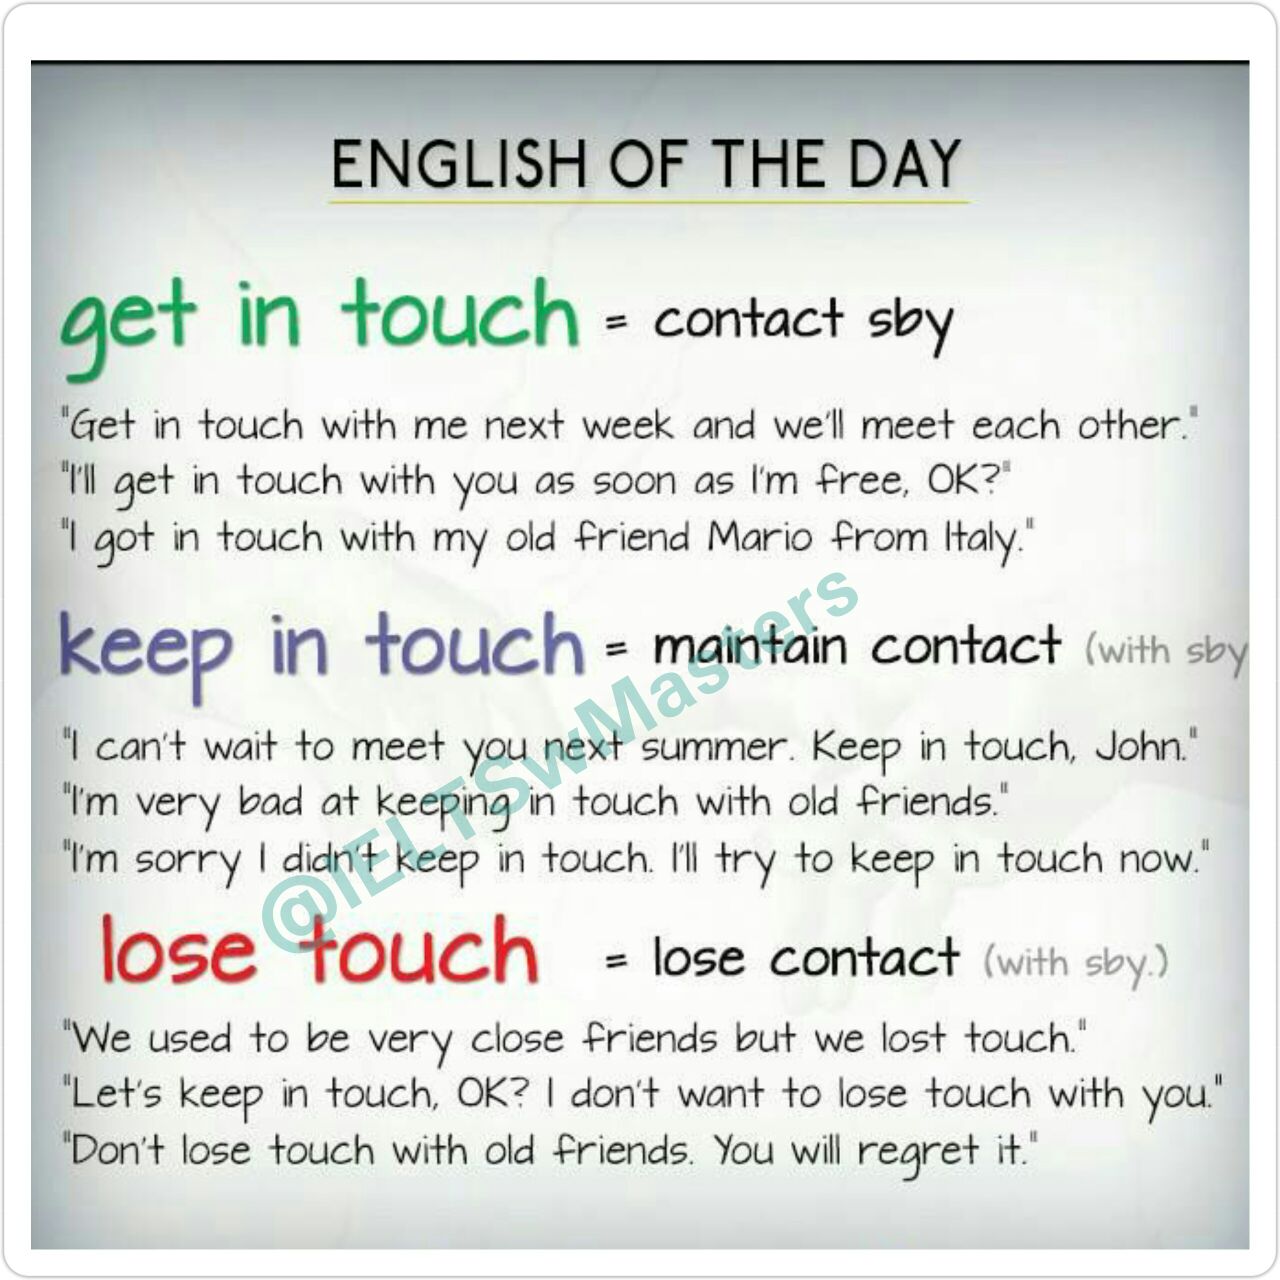 ENGLISH OF THE DAY
get in touch = contact sby
"Get in touch with me next week and we'll meet each other."
"I'll get in touch with you as soon as I'm free, OK?"
"I got in touch with my old friend Mario from Italy."
keep in touch = maintain contact (with sby
"I can't wait to meet you next summer. Keep in touch, John."
"I'm very bad at keeping in touch with old friends."
"I'm sorry I didn't keep in touch. I'll try to keep in touch now."
@IELTSwMasters
lose touch = lose contact (with sby.)
"We used to be very close friends but we lost touch."
"Let's keep in touch, OK? I don't want to lose touch with you."
"Don't lose touch with old friends. You will regret it."